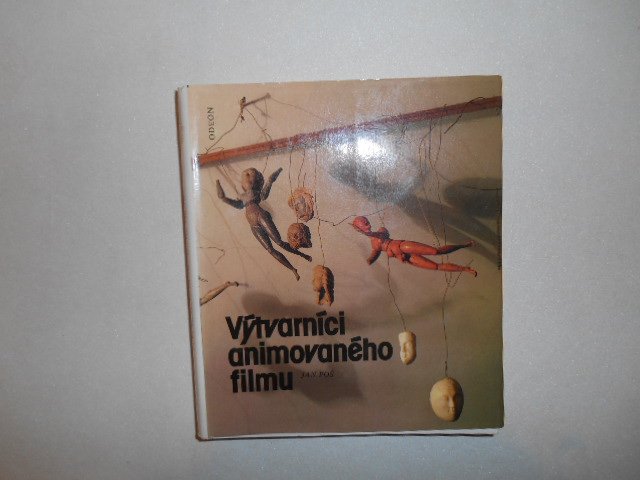 ODEON
Výtvarníci
animovaného
filmu
JAN POŠ